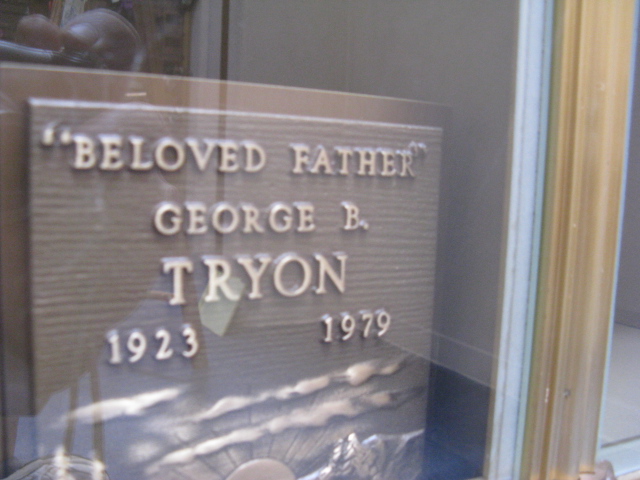 "BELOVED FATHER"
GEORGE B.
TRYON
1923 1979